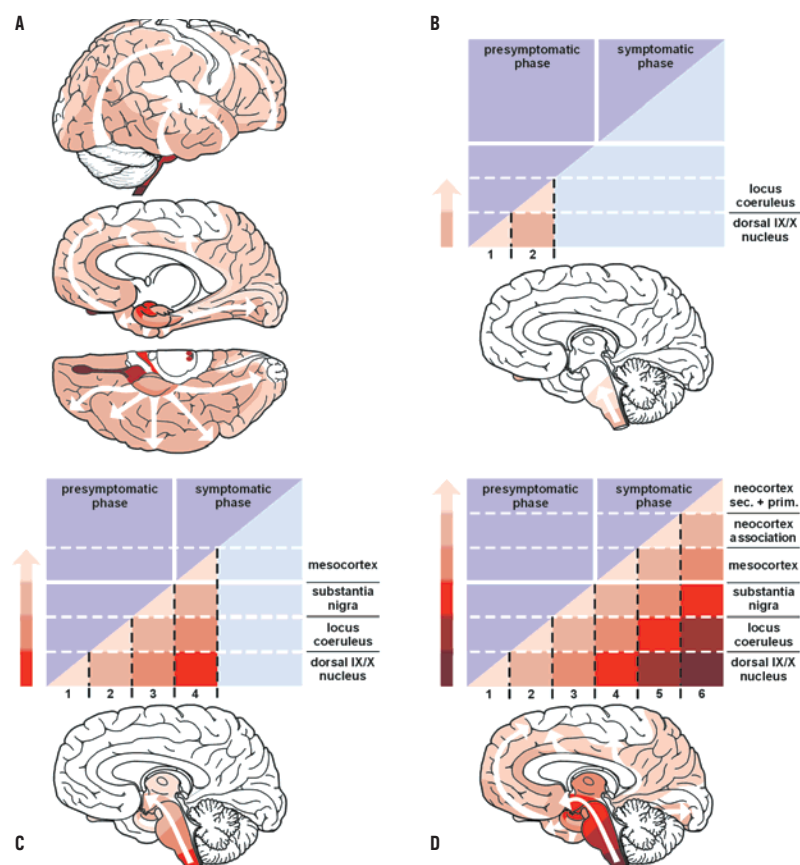 A
B
presymptomatic
phase
symptomatic
phase
locus
coeruleus
dorsal IX/X
nucleus
1 2
presymptomatic
phase
symptomatic
phase
mesocortex
substantia
nigra
locus
coeruleus
dorsal IX/X
nucleus
1 2 3 4
C
presymptomatic
phase
symptomatic
phase
neocortex
sec. + prim.
neocortex
association
mesocortex
substantia
nigra
locus
coeruleus
dorsal IX/X
nucleus
1 2 3 4 5 6
D